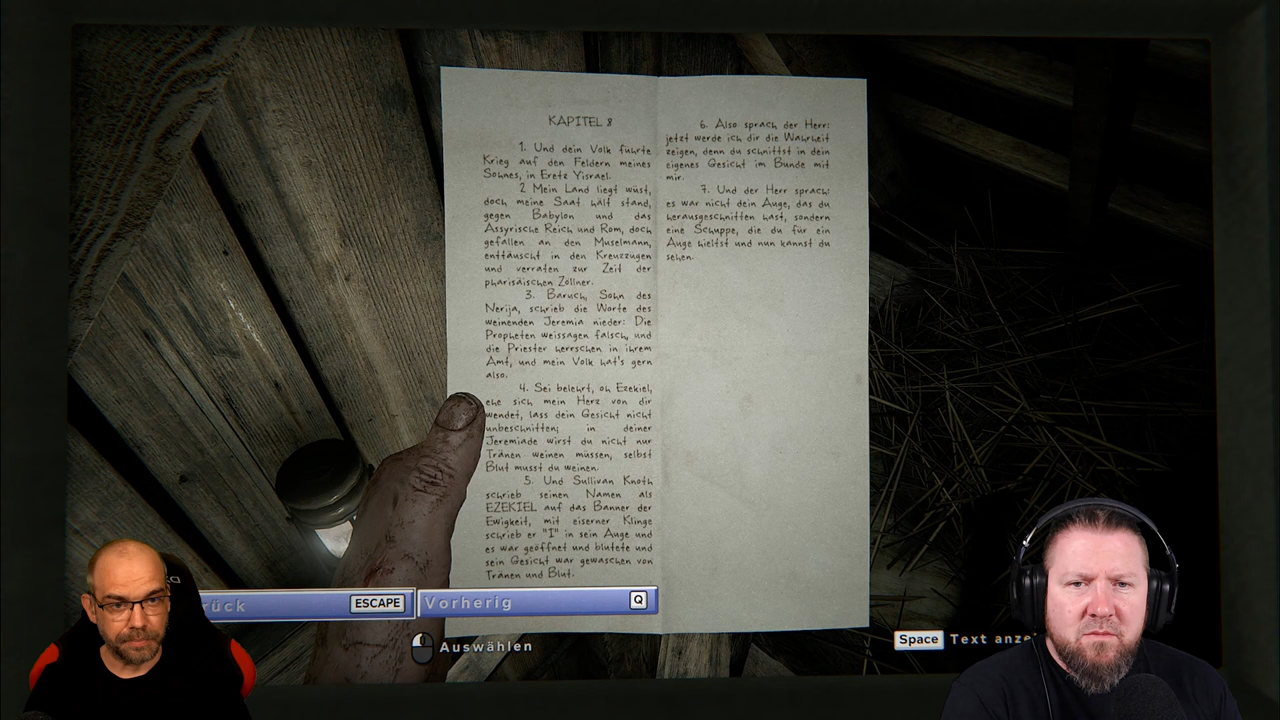 KAPITEL 8
1. Und dein Volk führte
Krieg auf den Feldern meines
Sohnes, in Eretz Yisrael.
2 Mein Land liegt wüst,
doch meine Saat hält stand,
gegen Babylon und das
Assyrische Reich und Rom, doch
gefallen an den Muselmann,
enttäuscht in den Kreuzzügen
und verraten zur Zeit der
pharisäischen Zöllner.
3. Baruch, Sohn des
Nerija, schrieb die Worte des
weinenden Jeremia nieder: Die
Propheten weissagen falsch, und
die Priester herrschen in ihrem
Amt, und mein Volk hat's gern
also.
4. Sei belehrt, oh Ezekiel,
ehe sich mein Herz von dir
wendet, lass dein Gesicht nicht
unbeschnitten; in deiner
Jeremiade wirst du nicht nur
Tränen weinen müssen, selbst
Blut musst du weinen.
5. Und Sullivan Knoth
schrieb seinen Namen als
EZEKIEL auf das Banner der
Ewigkeit, mit eiserner Klinge
schrieb er "I" in sein Auge und
es war geöffnet und blutete und
sein Gesicht war gewaschen von
Tränen und Blut.
6. Also sprach der Herr:
jetzt werde ich dir die Wahrheit
zeigen, denn du schnittst in dein
eigenes Gesicht im Bunde mit
mir.
7. Und der Herr sprach:
es war nicht dein Auge, das du
herausgeschnitten hast, sondern
eine Schuppe, die du für ein
Auge hieltst und nun kannst du
sehen.
rück ESCAPE Vorherig Q
Auswählen
Space Text anze